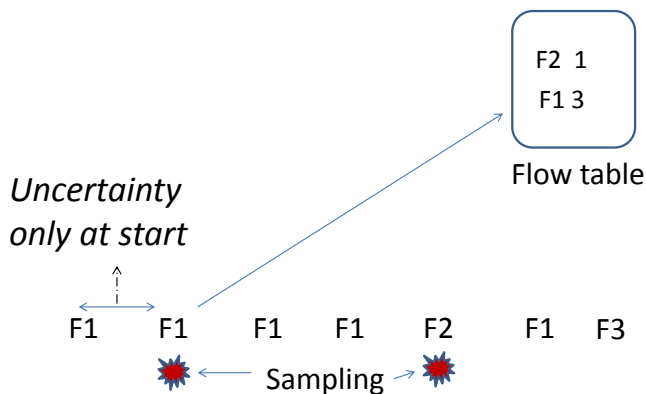 F2 1
F1 3
Flow table
Uncertainty
only at start
F1 F1 F1 F1 F2 F1 F3
Sampling